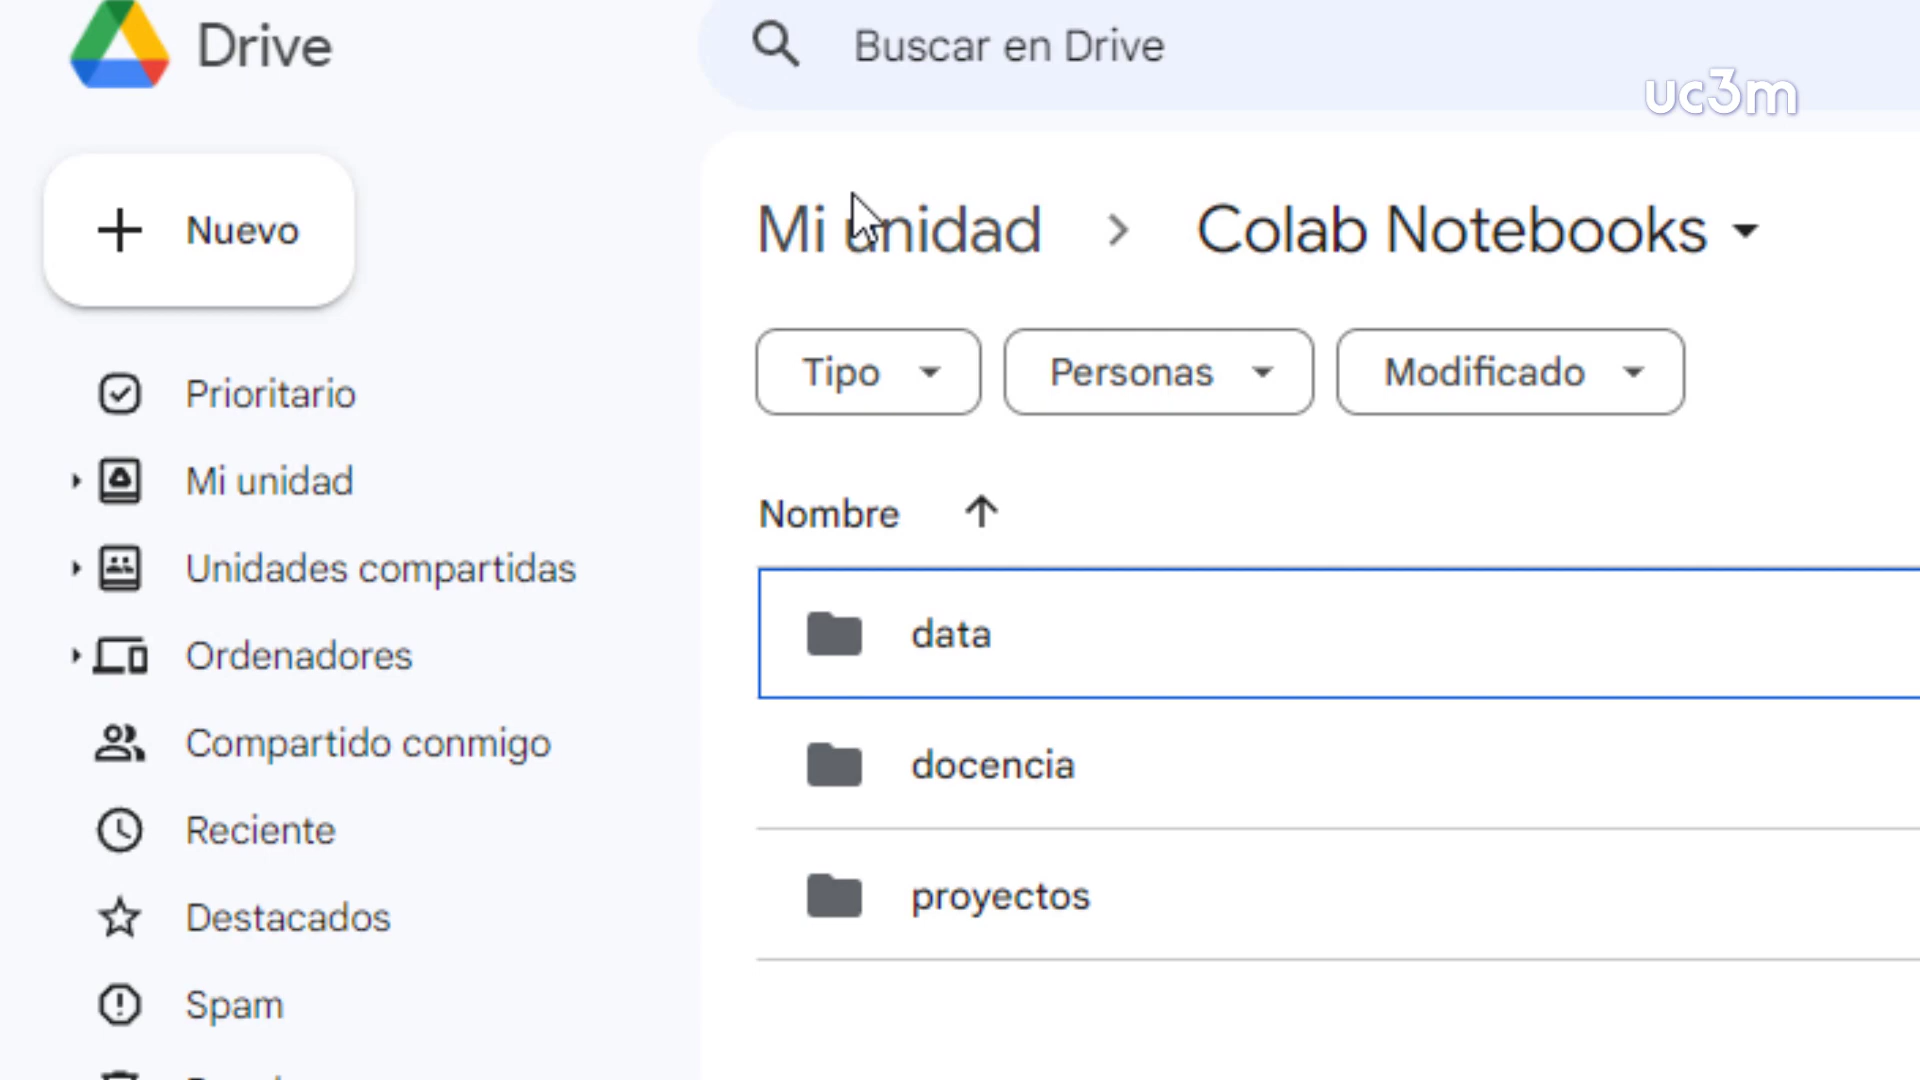 Drive
Buscar en Drive
uc3m
Nuevo
Mi unidad > Colab Notebooks
Tipo
Personas
Modificado
Prioritario
Mi unidad
Unidades compartidas
Ordenadores
Compartido conmigo
Reciente
Destacados
Spam
Nombre
data
docencia
proyectos